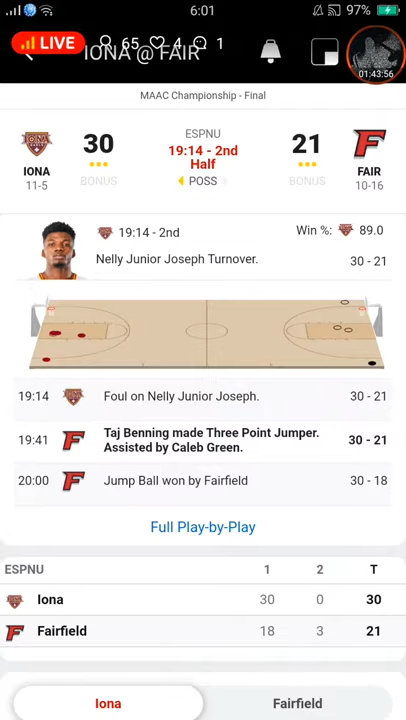 6:01
97%
LIVE 65 4 1
IONA @ FAIR
01:43:56
MAAC Championship - Final
ESPNU
30 21
19:14 - 2nd
Half
IONA FAIR
11-5 10-16
BONUS POSS BONUS
19:14 - 2nd Win %: 89.0
Nelly Junior Joseph Turnover. 30 - 21
19:14 Foul on Nelly Junior Joseph. 30 - 21
19:41 Taj Benning made Three Point Jumper. 30 - 21
Assisted by Caleb Green.
20:00 Jump Ball won by Fairfield 30 - 18
Full Play-by-Play
ESPNU 1 2 T
Iona 30 0 30
Fairfield 18 3 21
Iona Fairfield